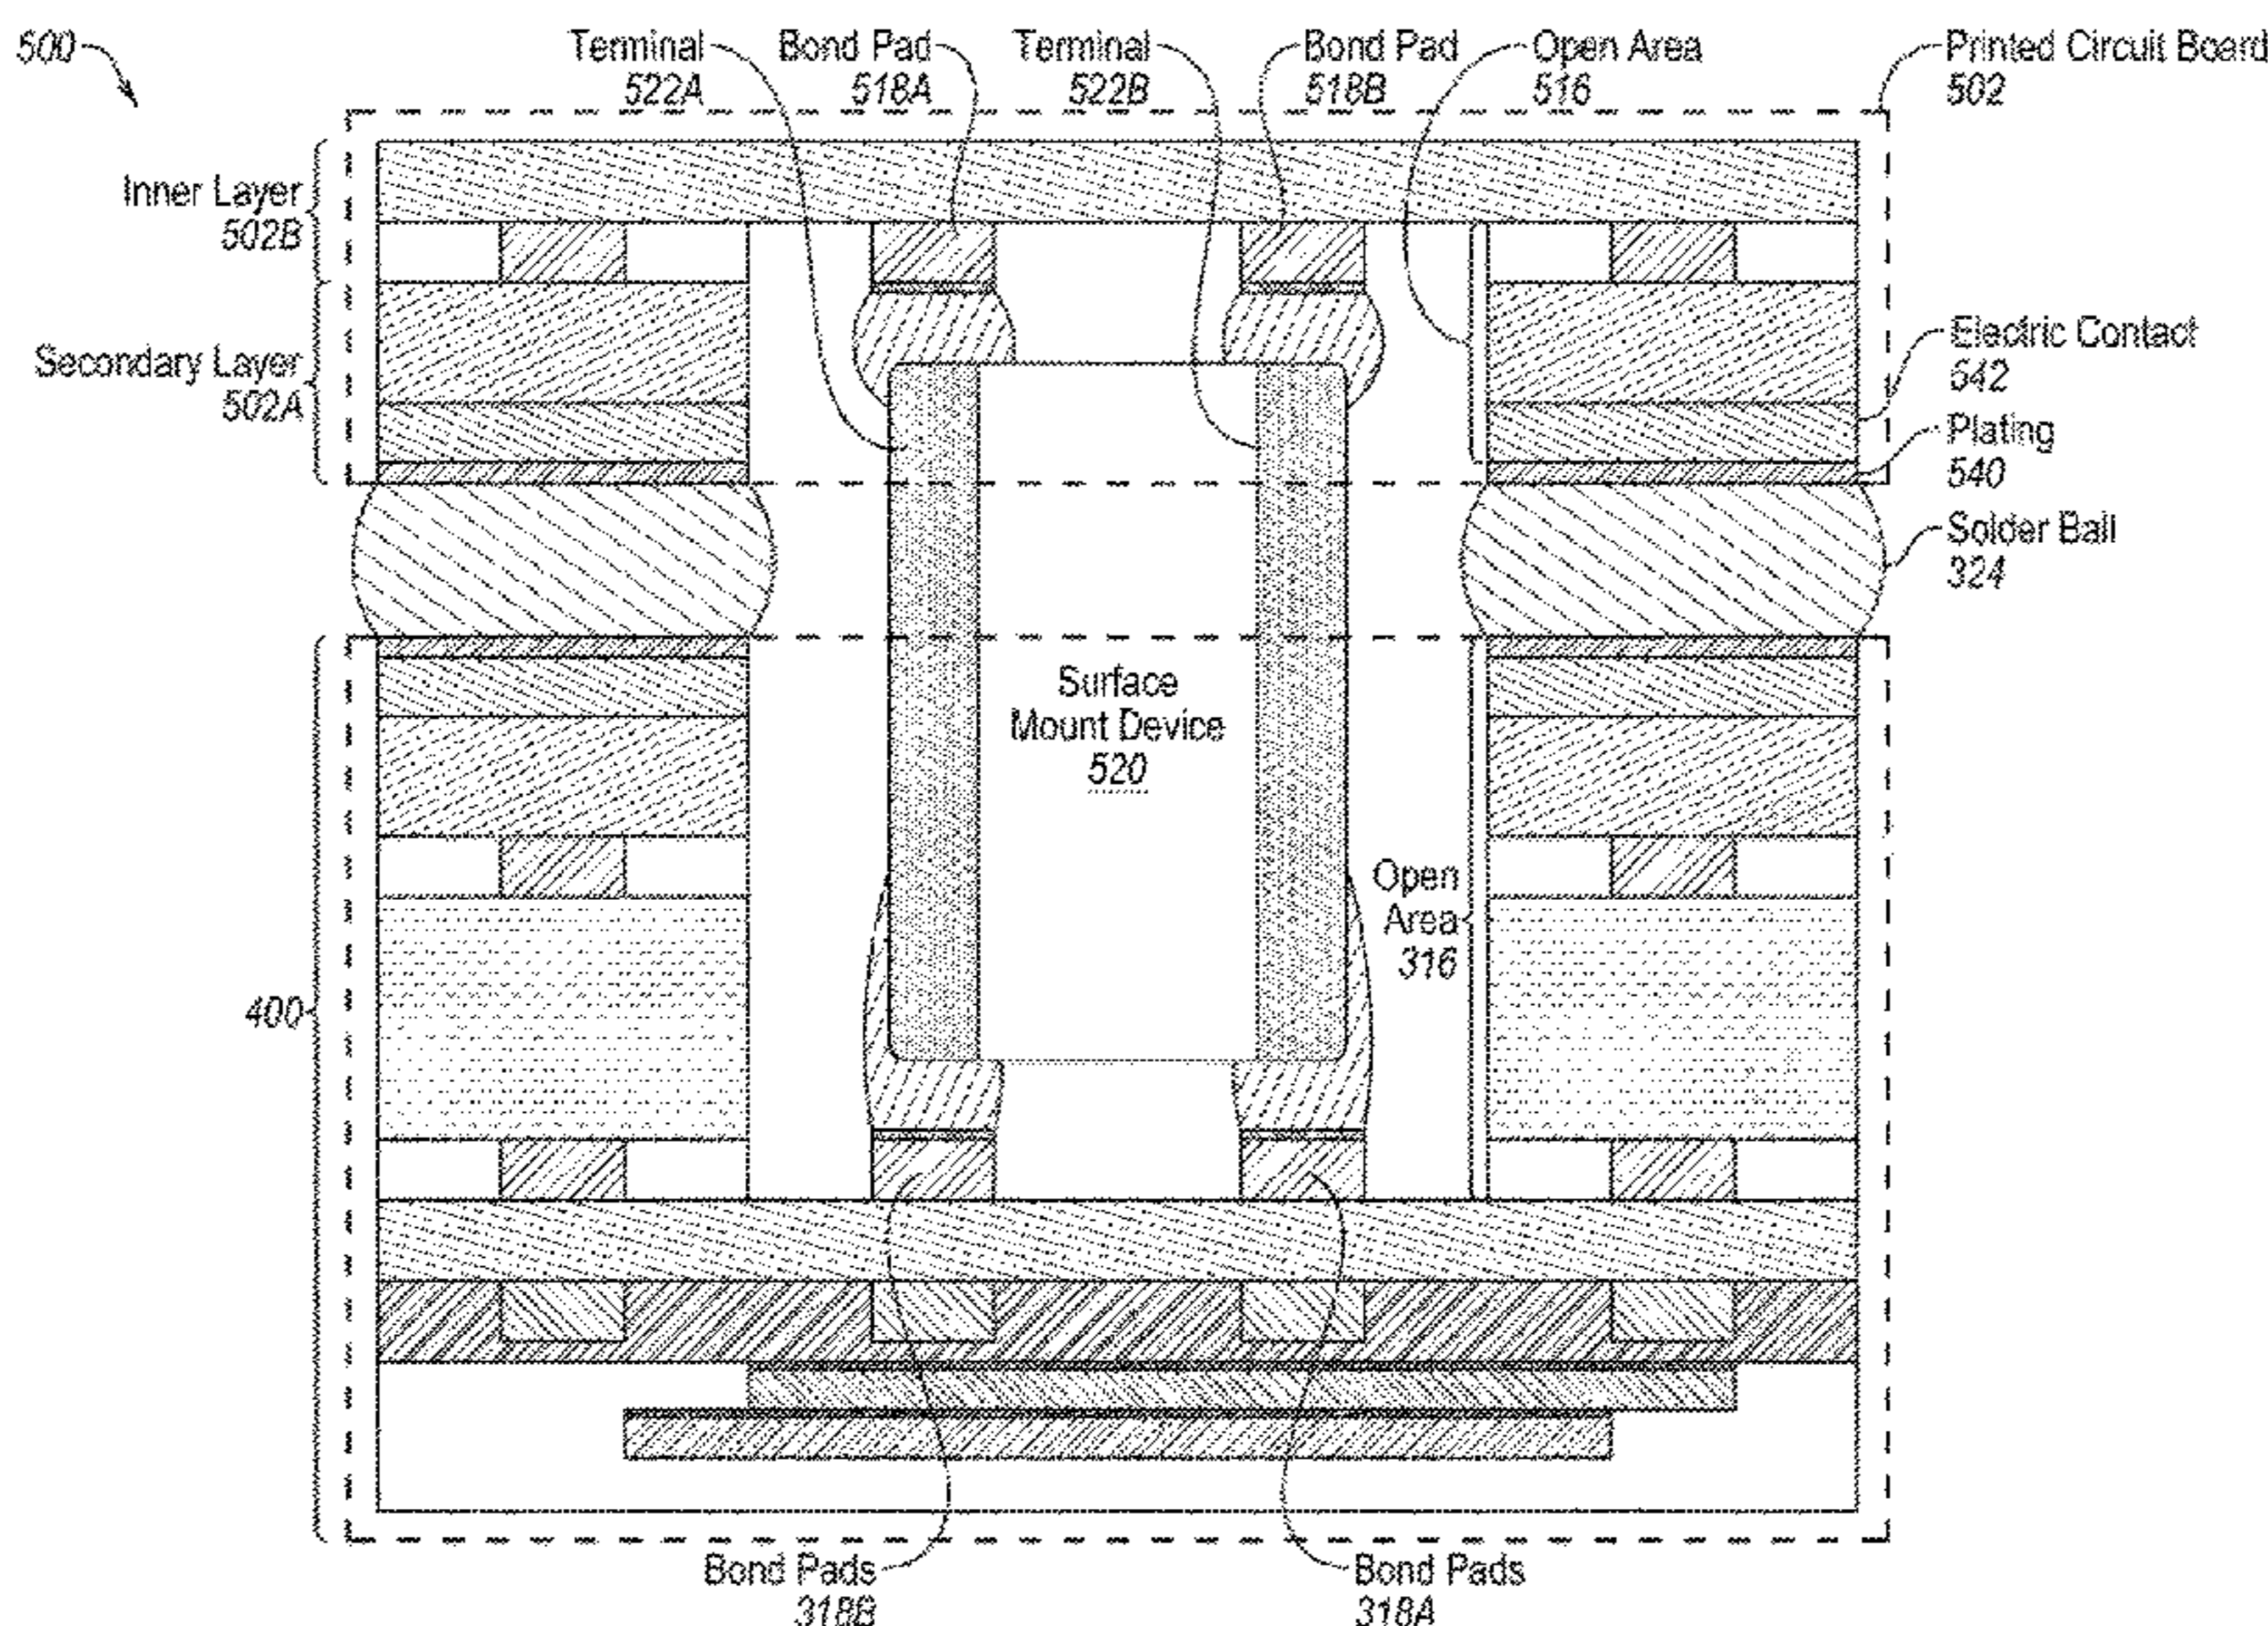 500
Terminal
522A
Bond Pad
518A
Terminal
522B
Bond Pad
518B
Open Area
516
Printed Circuit Board
502
Inner Layer
502B
Secondary Layer
502A
Electric Contact
542
Plating
540
Solder Ball
324
Surface
Mount Device
520
Open
Area
316
400
Bond Pads
318B
Bond Pads
318A